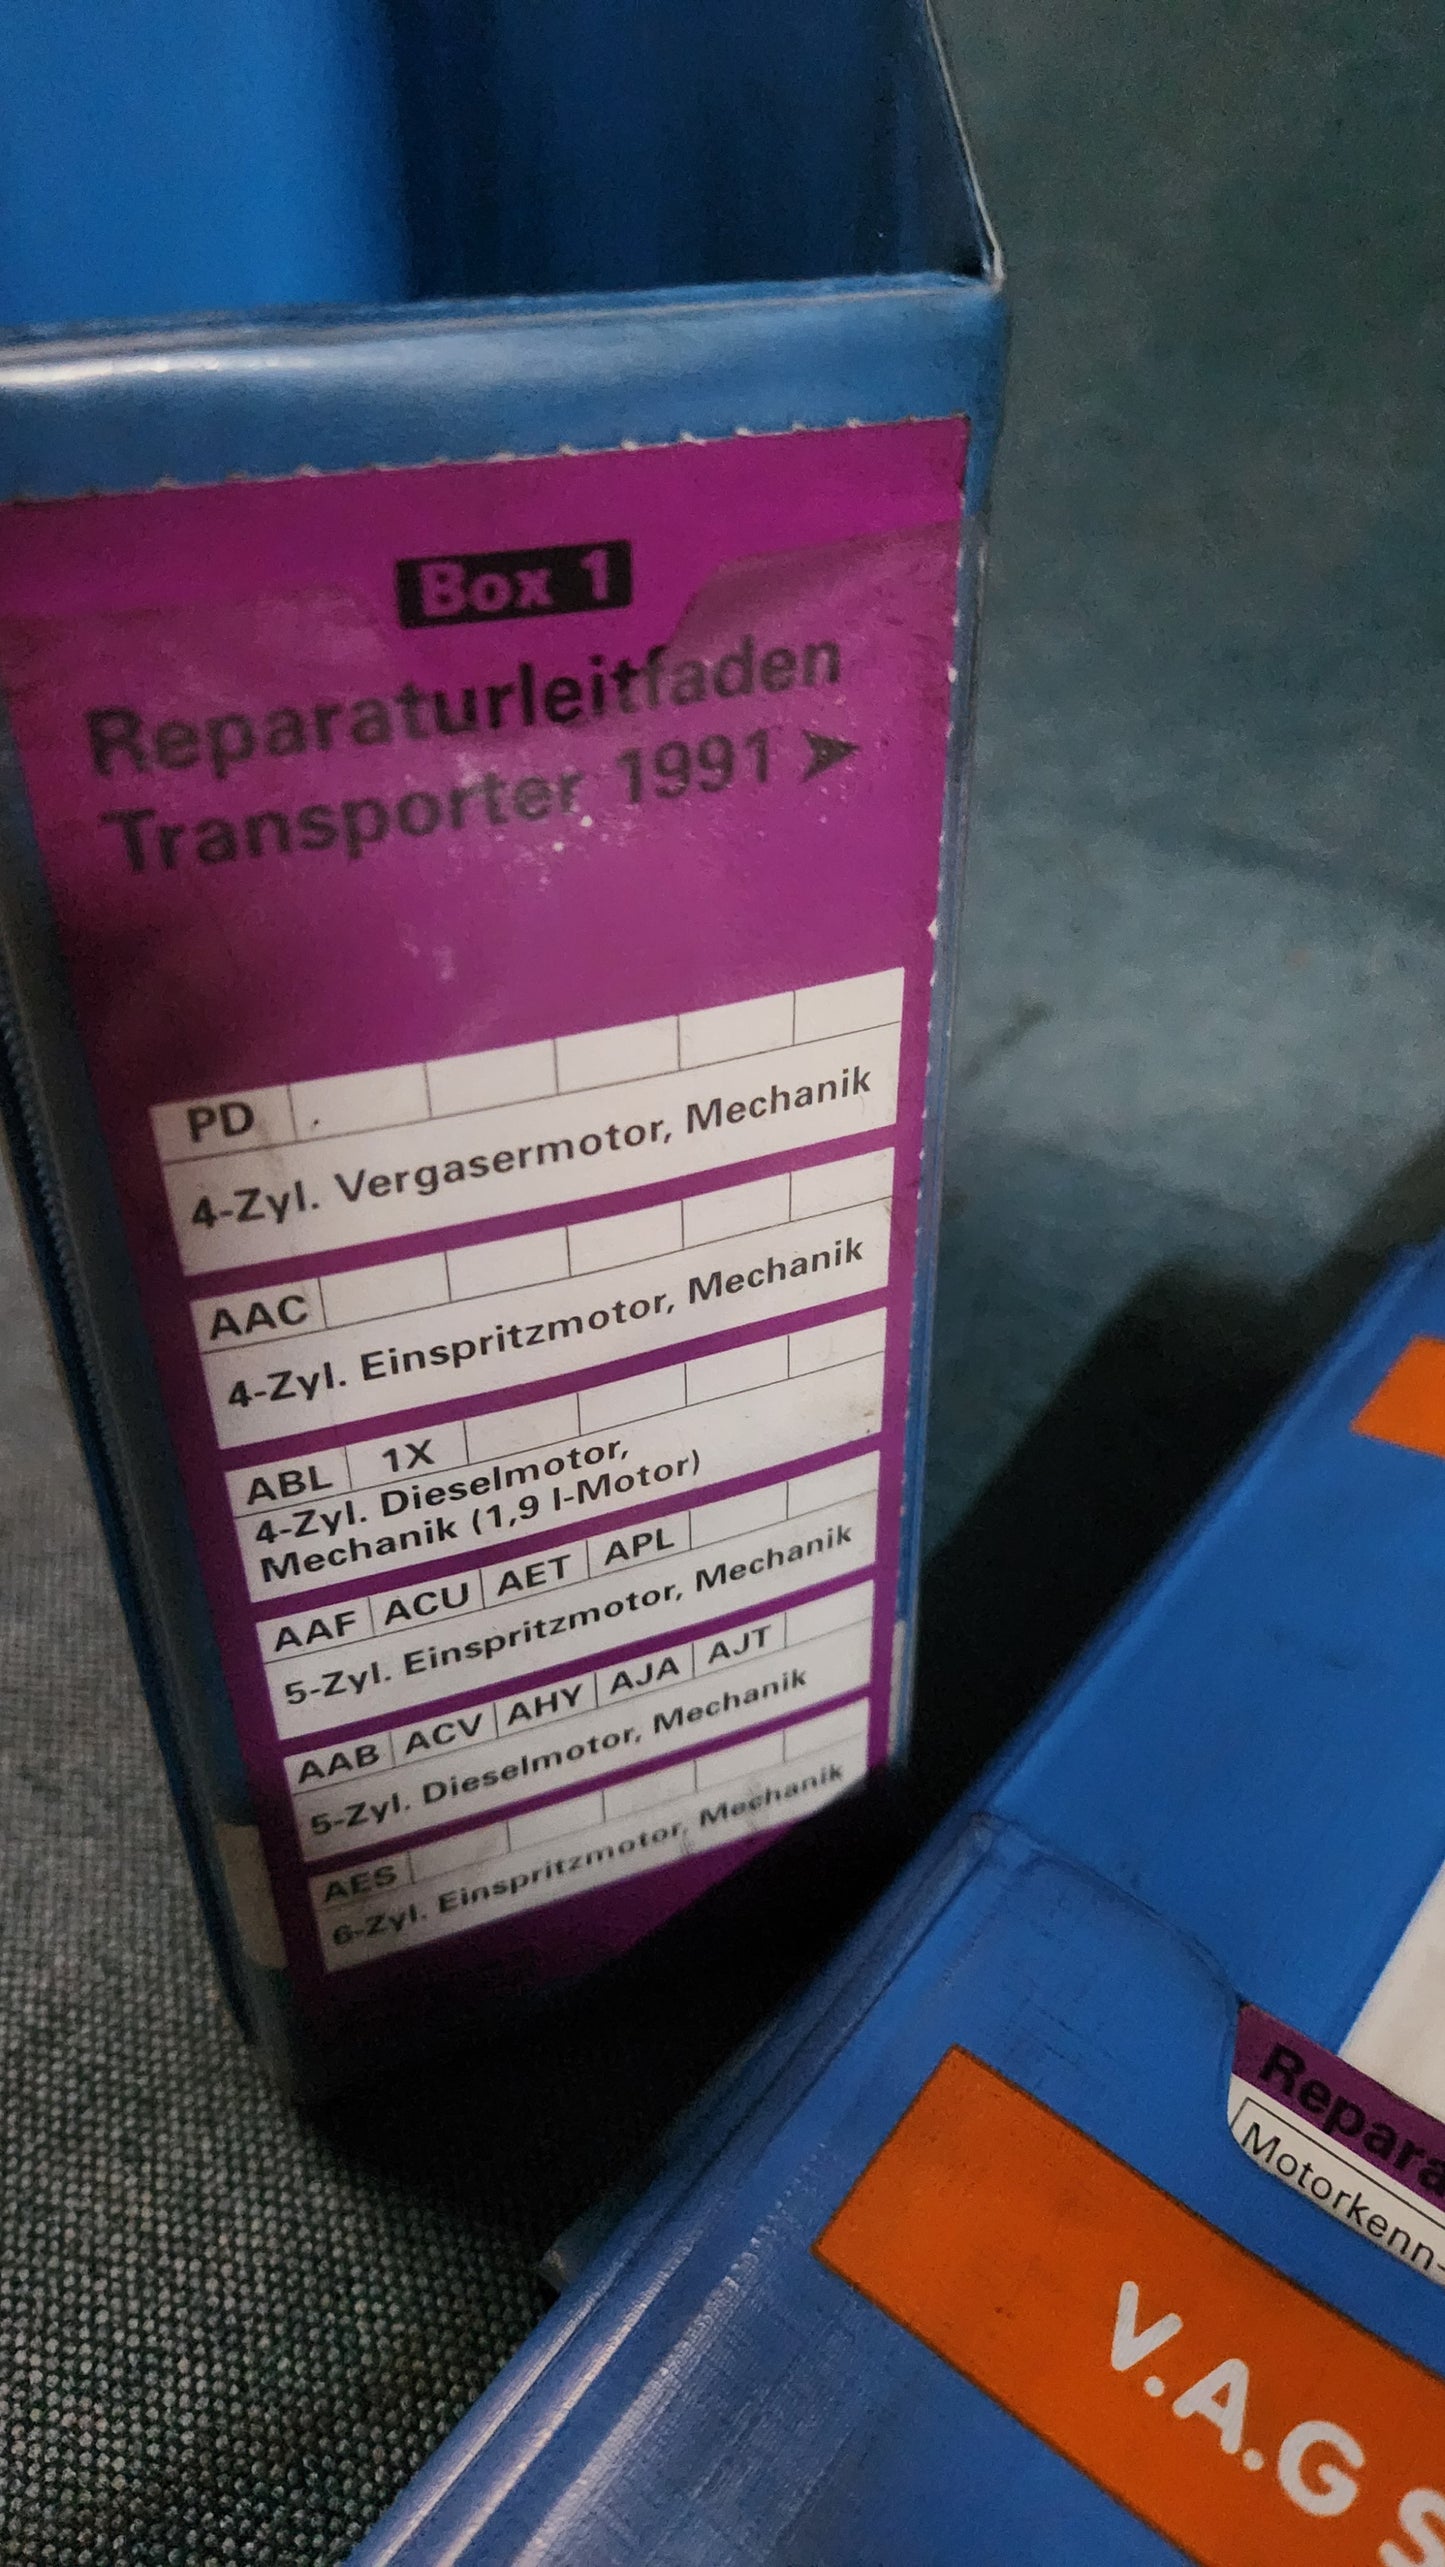 Box 1
Reparaturleitfaden
Transporter 1991 ➤
PD
4-Zyl. Vergasermotor, Mechanik
AAC
4-Zyl. Einspritzmotor, Mechanik
ABL 1X
4-Zyl. Dieselmotor,
Mechanik (1,9 l-Motor)
AAF ACU AET APL
5-Zyl. Einspritzmotor, Mechanik
AAB ACV AHY AJA AJT
5-Zyl. Dieselmotor, Mechanik
AES
6-Zyl. Einspritzmotor, Mechanik
Repara
Motorkenn-
V.A.G S